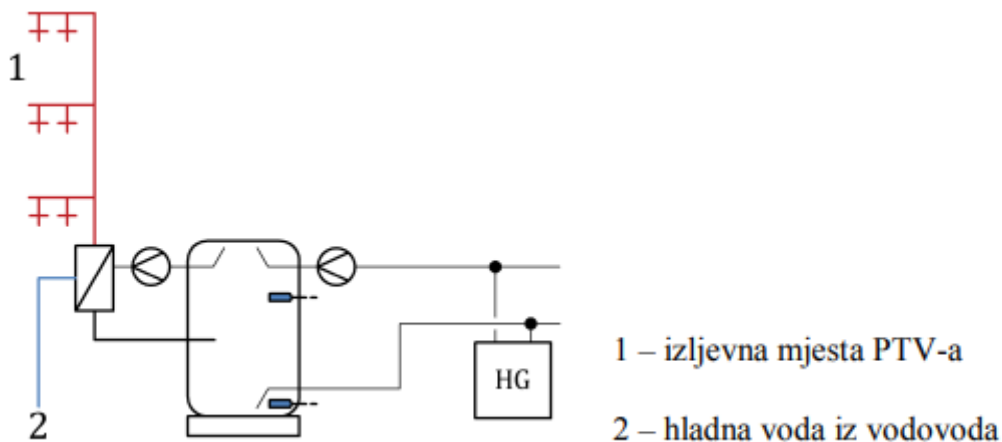 1
2
HG
1 – izljevna mjesta PTV-a
2 – hladna voda iz vodovoda